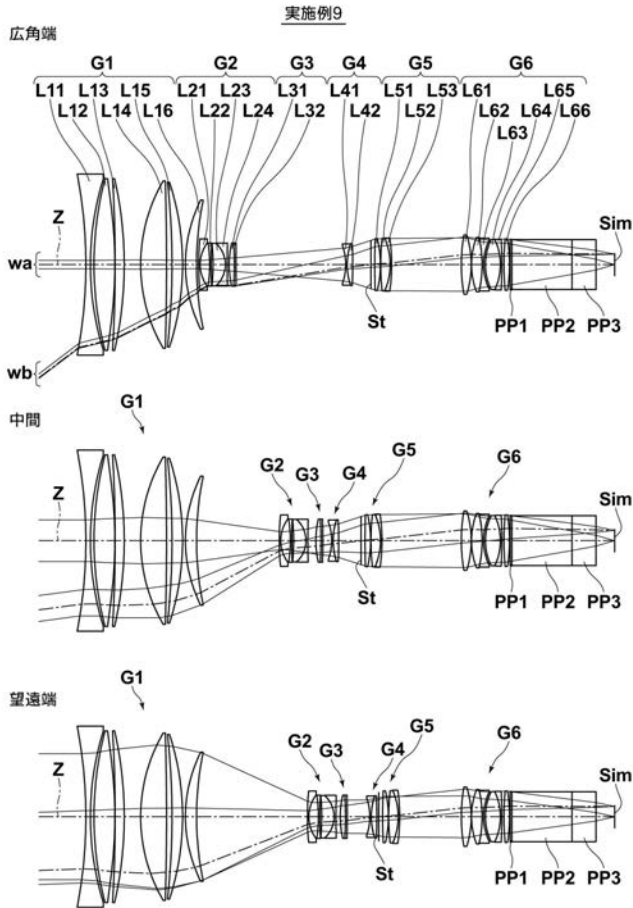 実施例9
広角端
G1 G2 G3 G4 G5 G6
L11 L13 L15 L21 L23 L31 L41 L51 L53 L61 L65
L12 L14 L16 L22 L24 L32 L42 L52 L62 L64 L66
L63
Z
Sim
wa
St
PP1 PP2 PP3
wb
中間
G1
G2 G3 G4 G5 G6
Z
Sim
St
PP1 PP2 PP3
望遠端
G1
G2 G3 G4 G5 G6
Z
Sim
St
PP1 PP2 PP3